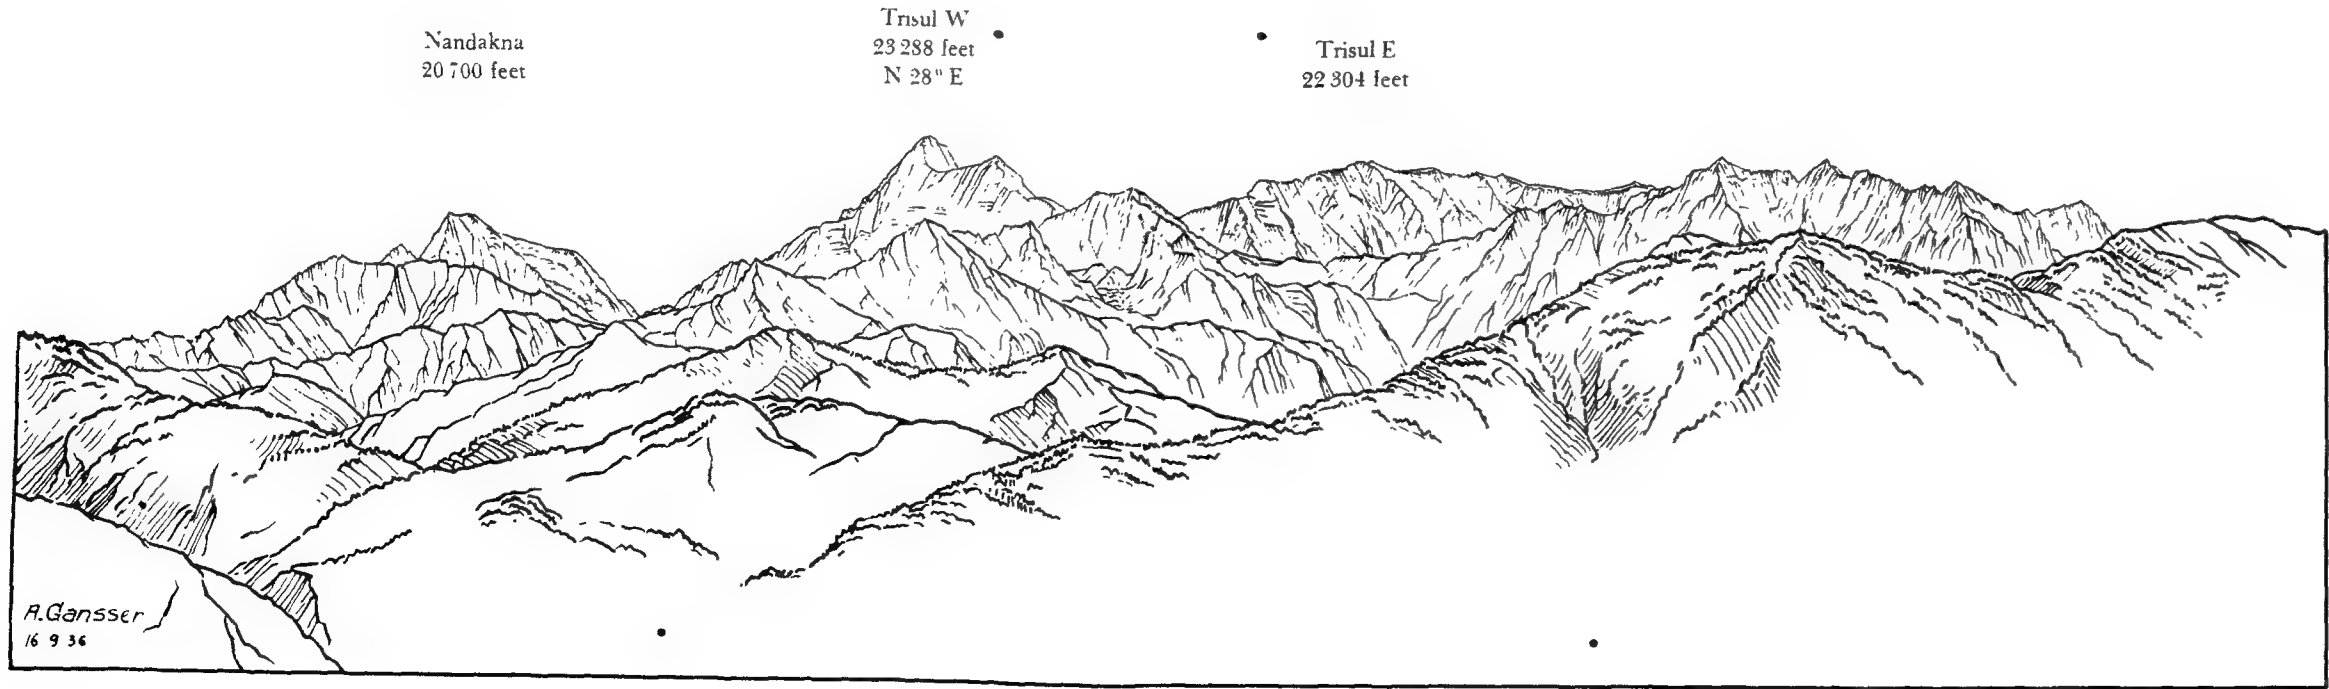 Nandakna
20 700 feet
Trisul W
23 288 feet
N 28° E
Trisul E
22 304 feet
A.Gansser
16 9 36